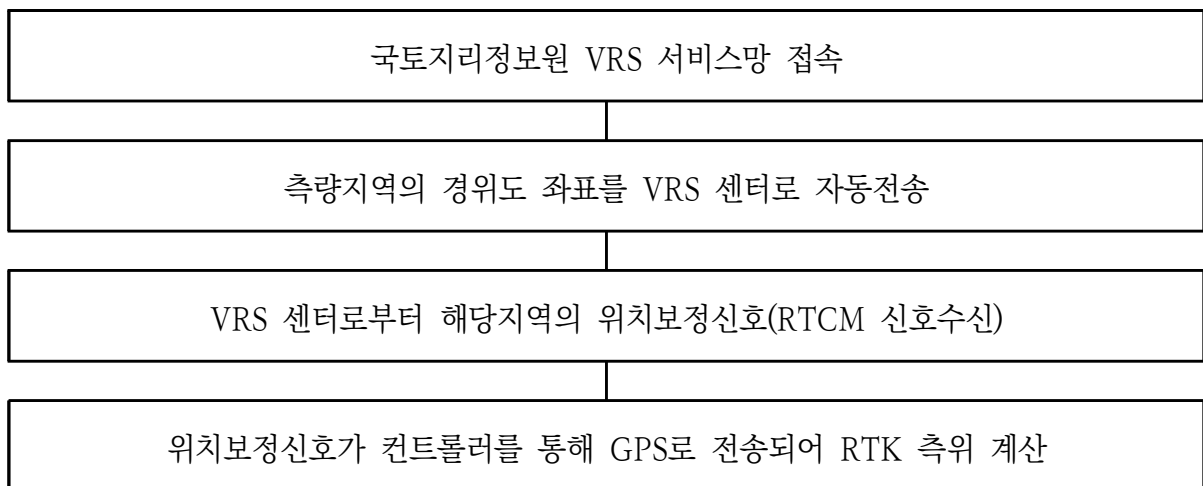 국토지리정보원 VRS 서비스망 접속
측량지역의 경위도 좌표를 VRS 센터로 자동전송
VRS 센터로부터 해당지역의 위치보정신호(RTCM 신호수신)
위치보정신호가 컨트롤러를 통해 GPS로 전송되어 RTK 측위 계산